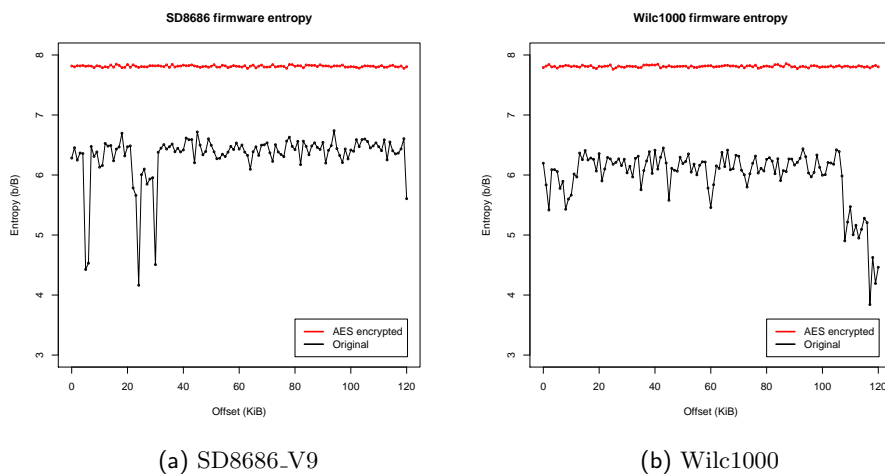 SD8686 firmware entropy
Entropy (b/B)
8
7
6
5
4
3
AES encrypted
Original
0 20 40 60 80 100 120
Offset (KiB)
(a) SD8686_V9
Wilc1000 firmware entropy
Entropy (b/B)
8
7
6
5
4
3
AES encrypted
Original
0 20 40 60 80 100 120
Offset (KiB)
(b) Wilc1000